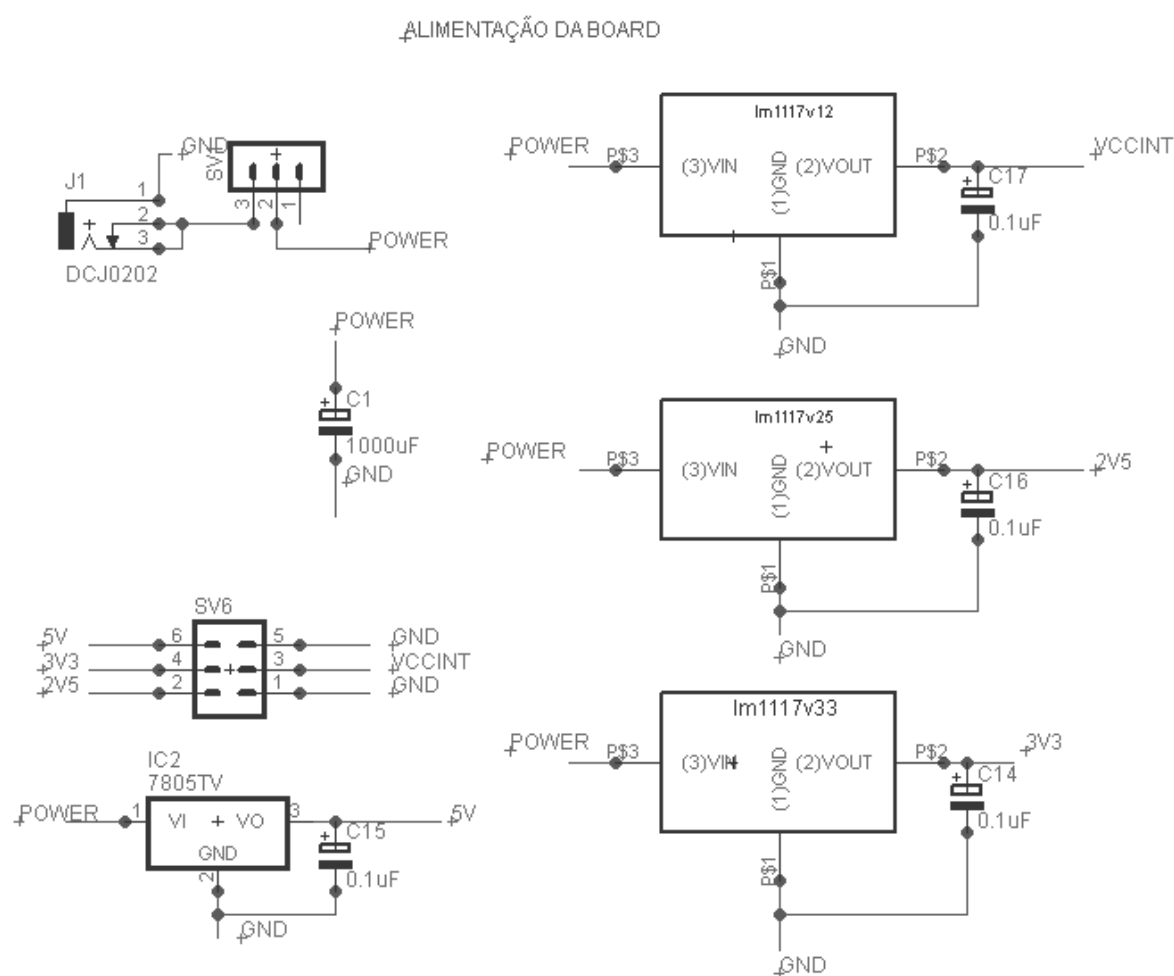 ALIMENTAÇÃO DA BOARD
GND
SV1
J1
1
2
3
DCJ0202
3
2
1
POWER
POWER
C1
1000uF
GND
SV6
5V
6
5
GND
3V3
4
3
VCCINT
2V5
2
1
GND
IC2
7805TV
POWER
1
VI
VO
3
5V
GND
2
C15
0.1uF
GND
lm1117v12
POWER
P$3
(3)VIN
(1)GND
(2)VOUT
P$2
VCCINT
C17
0.1uF
P$1
GND
lm1117v25
POWER
P$3
(3)VIN
(1)GND
(2)VOUT
P$2
2V5
C16
0.1uF
P$1
GND
lm1117v33
POWER
P$3
(3)VIN
(1)GND
(2)VOUT
P$2
3V3
C14
0.1uF
P$1
GND